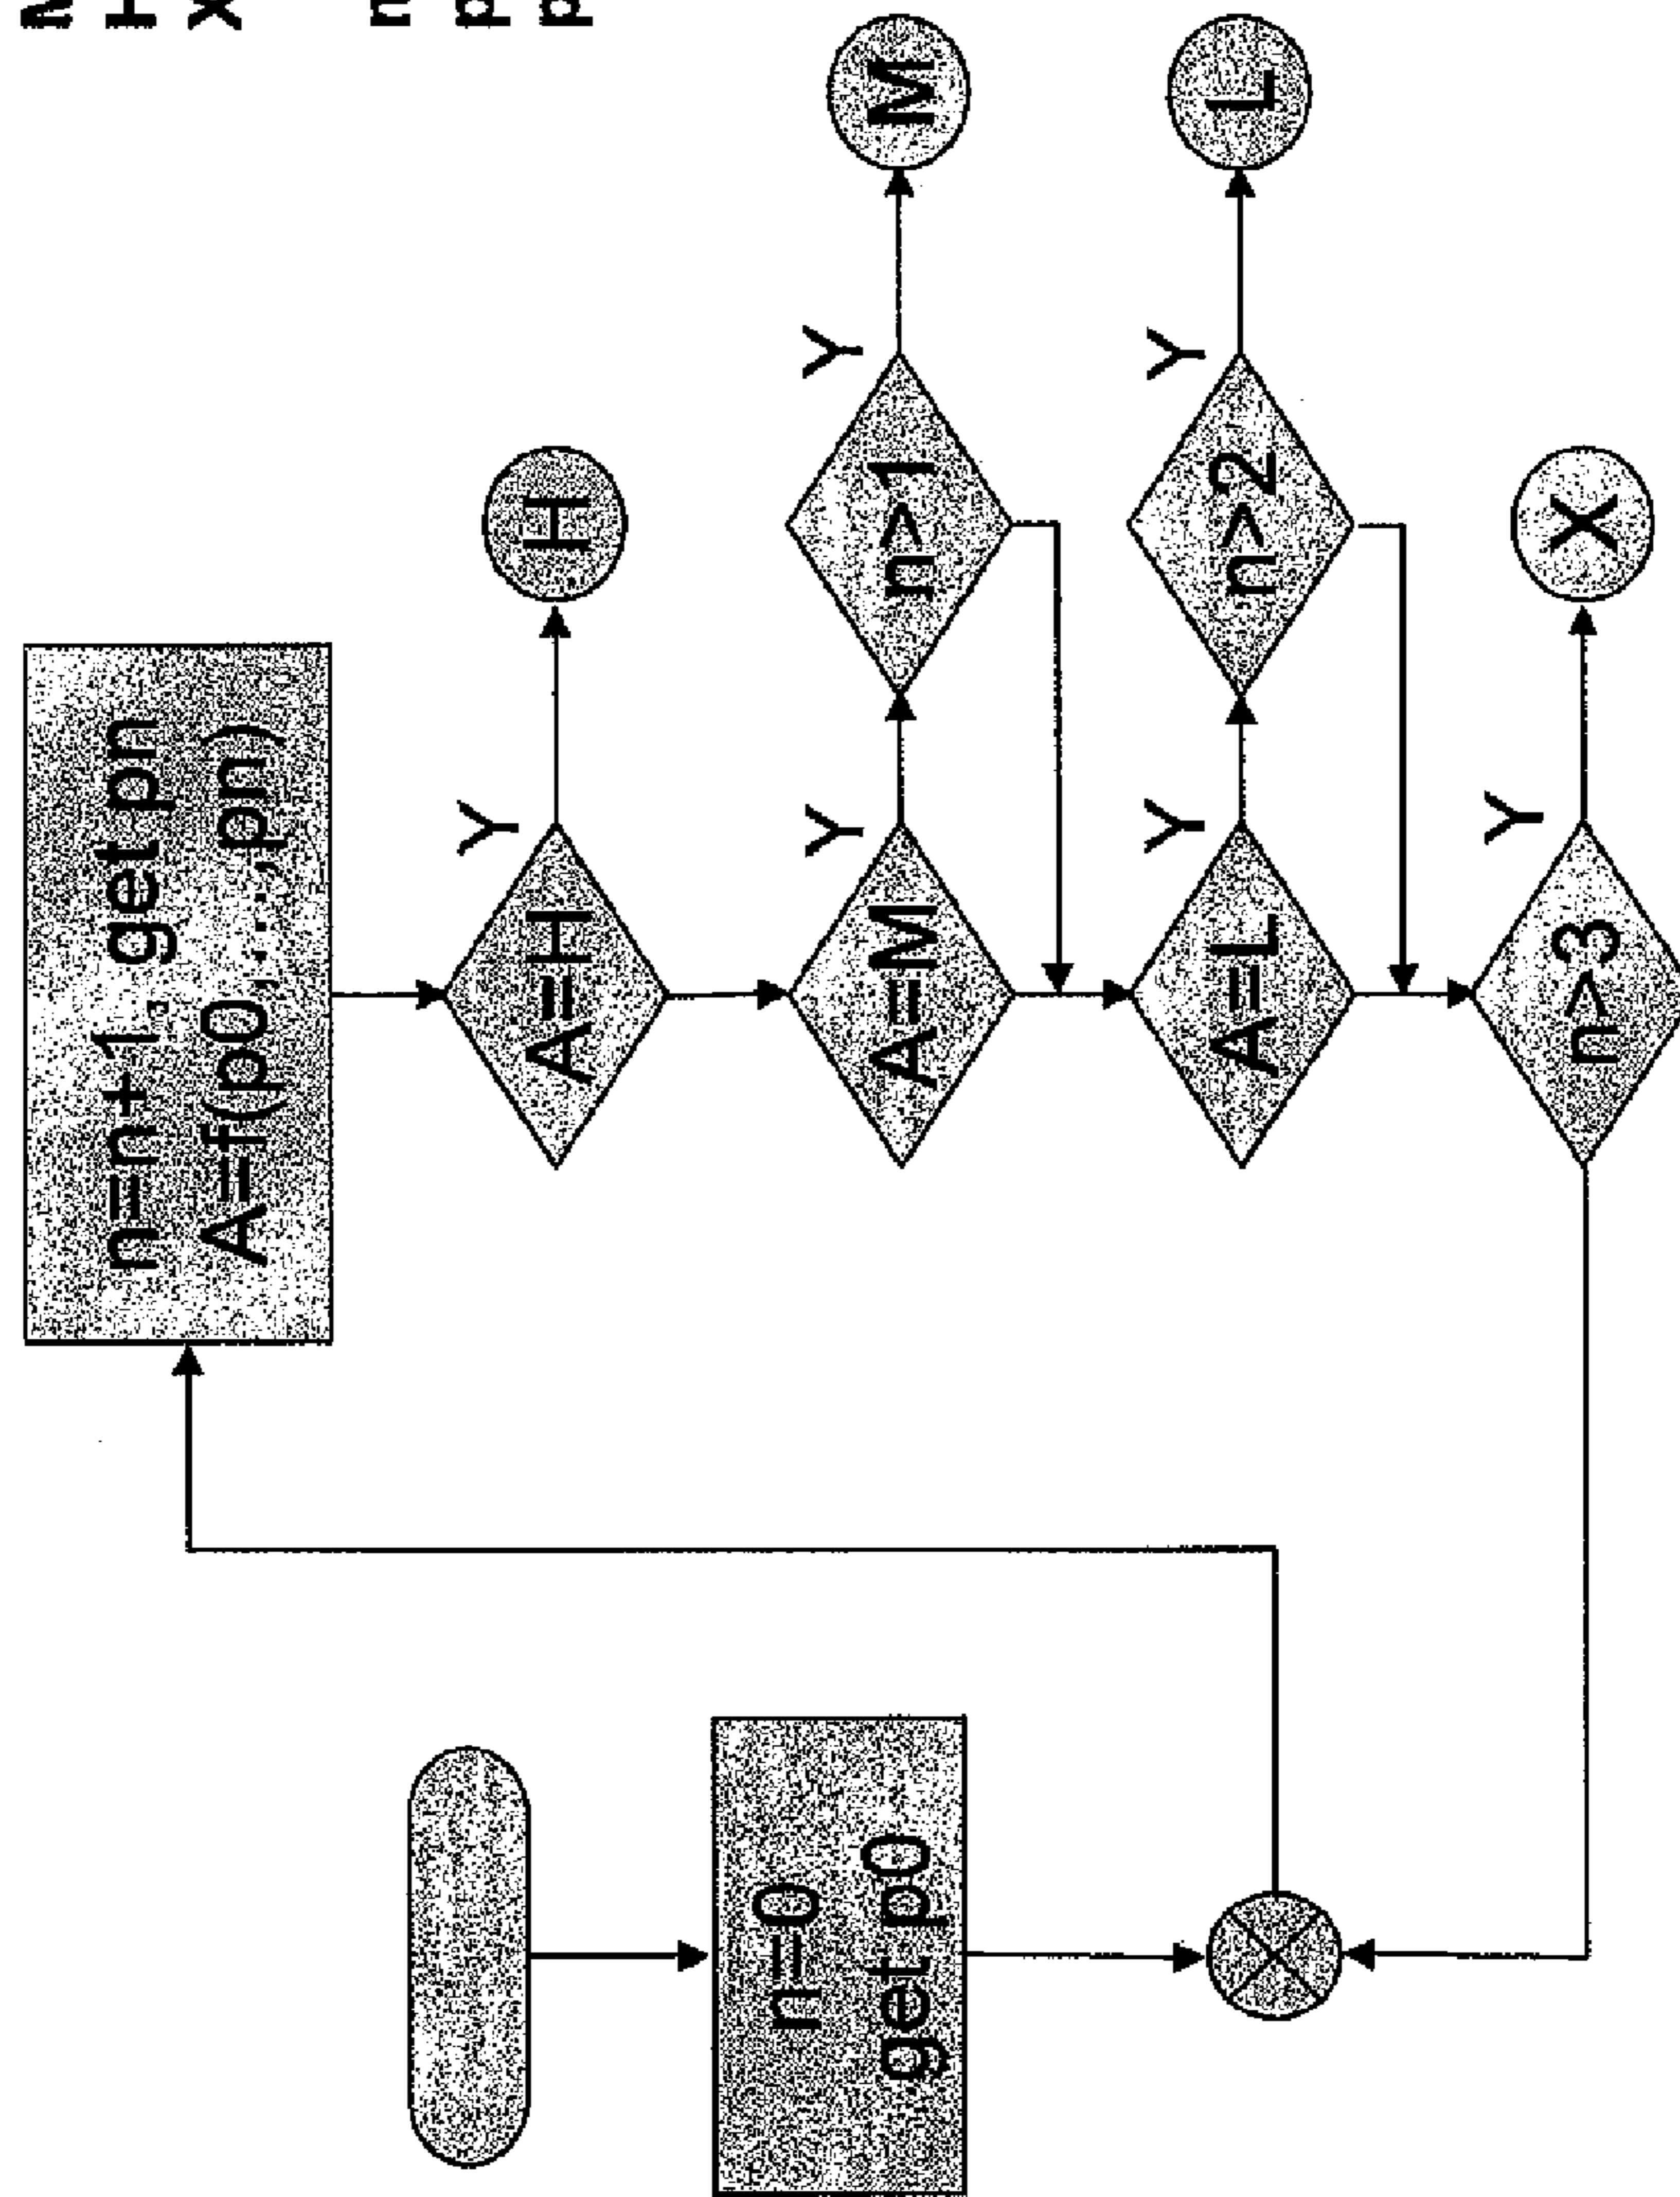 n=0
get p0
n=n+1, get pn
A=f(p0,...,pn)
A=H
Y
H
A=M
Y
n>1
Y
M
A=L
Y
n>2
Y
L
n>3
Y
X